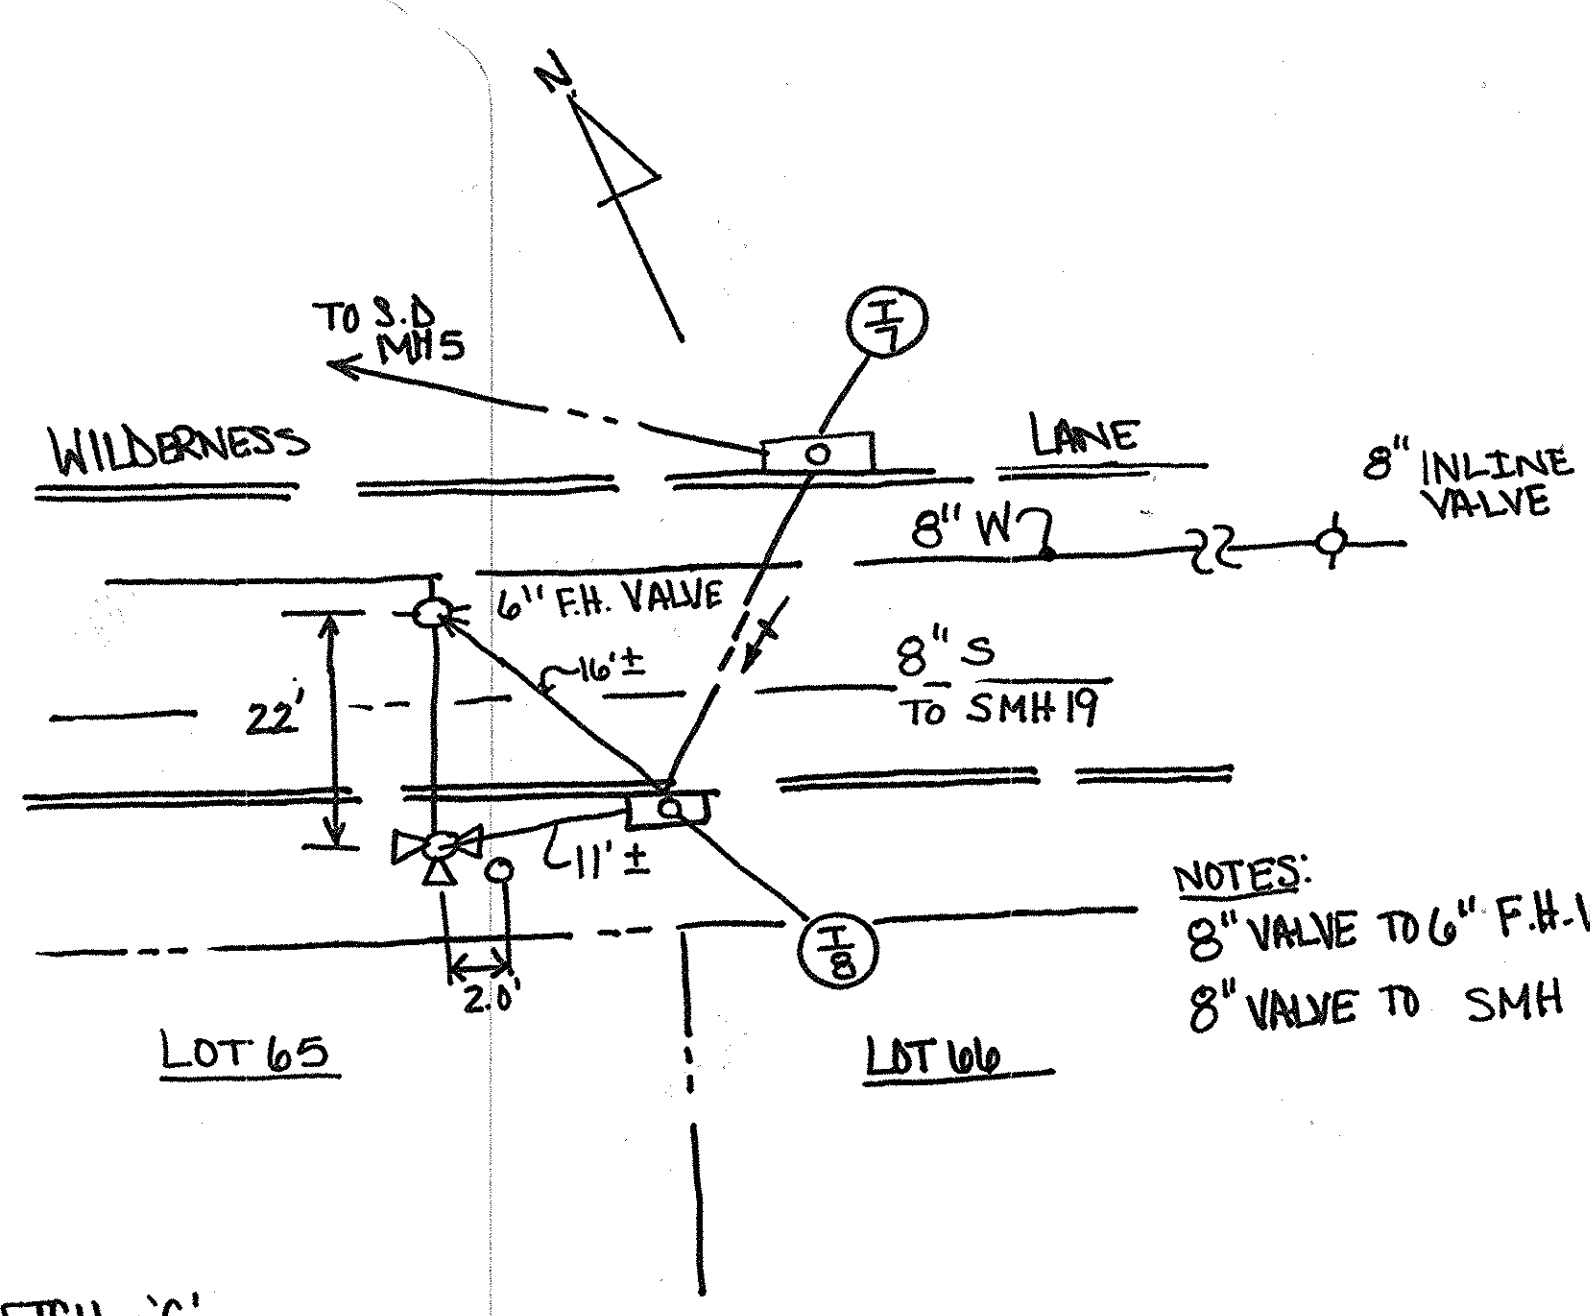 N.
TO S.D
MH5
I
7
WILDERNESS LANE
8" INLINE
VALVE
8" W
6" F.H. VALVE
16'±
8" S
TO SMH 19
22'
11'±
NOTES:
8" VALVE TO 6" F.H.
I
8
2.0'
8" VALVE TO SMH
LOT 65
LOT 66
'C'